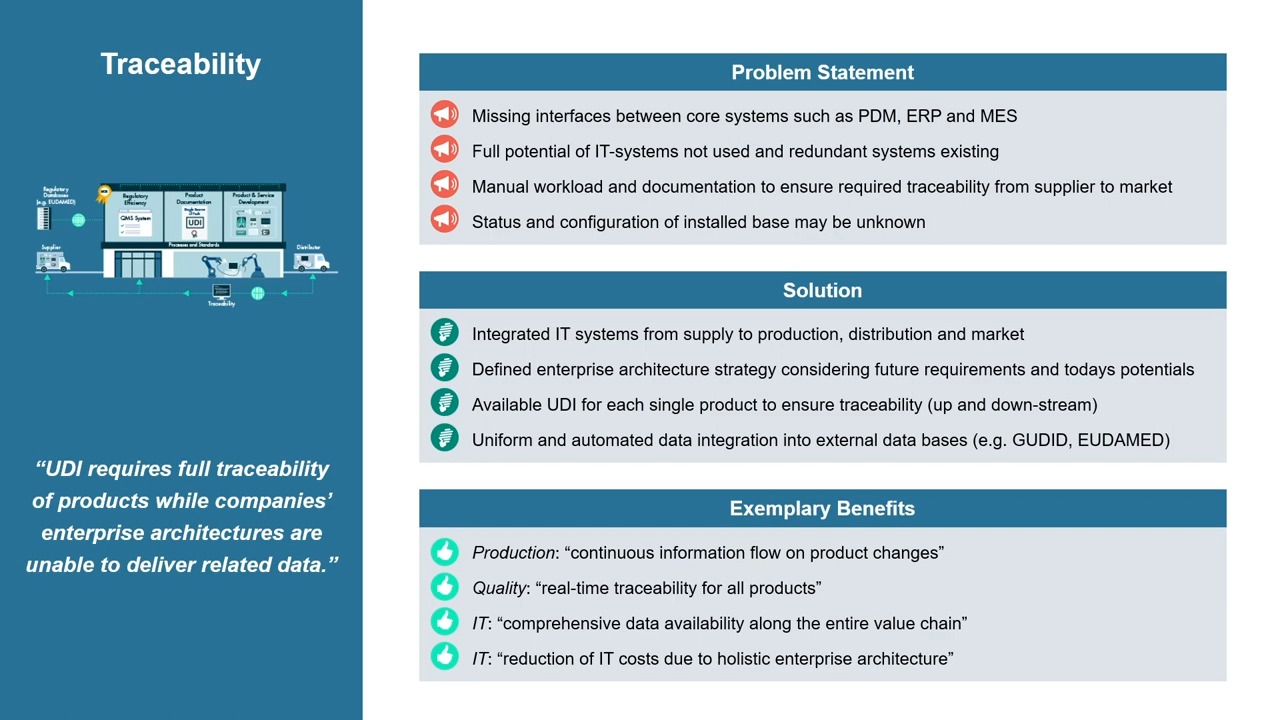 Traceability
Regulatory
Databases
(e.g. EUDAMED)
Regulatory
Efficiency
QMS System
Product
Documentation
UDI
Product & Service
Development
Processes and Standards
Supplier
Distributor
Traceability
“UDI requires full traceability
of products while companies’
enterprise architectures are
unable to deliver related data.”
Problem Statement
Missing interfaces between core systems such as PDM, ERP and MES
Full potential of IT-systems not used and redundant systems existing
Manual workload and documentation to ensure required traceability from supplier to market
Status and configuration of installed base may be unknown
Solution
Integrated IT systems from supply to production, distribution and market
Defined enterprise architecture strategy considering future requirements and todays potentials
Available UDI for each single product to ensure traceability (up and down-stream)
Uniform and automated data integration into external data bases (e.g. GUDID, EUDAMED)
Exemplary Benefits
Production: “continuous information flow on product changes”
Quality: “real-time traceability for all products”
IT: “comprehensive data availability along the entire value chain”
IT: “reduction of IT costs due to holistic enterprise architecture”